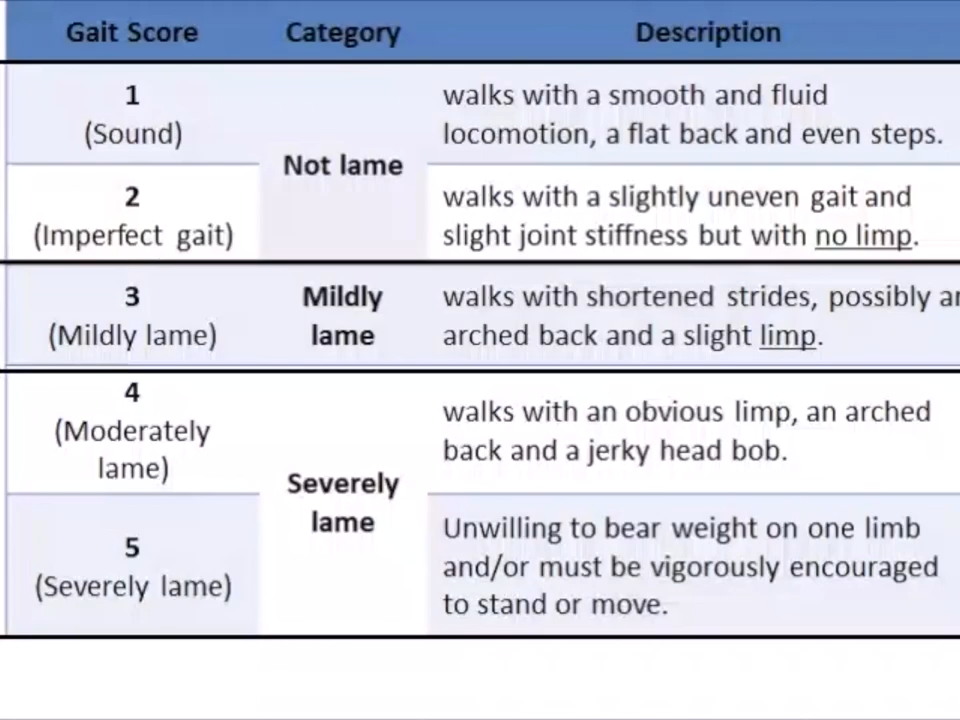 Gait Score Category Description
1
(Sound)
Not lame
walks with a smooth and fluid
locomotion, a flat back and even steps.
2
(Imperfect gait)
walks with a slightly uneven gait and
slight joint stiffness but with no limp.
3
(Mildly lame)
Mildly
lame
walks with shortened strides, possibly
arched back and a slight limp.
4
(Moderately
lame)
Severely
lame
walks with an obvious limp, an arched
back and a jerky head bob.
5
(Severely lame)
Unwilling to bear weight on one limb
and/or must be vigorously encouraged
to stand or move.